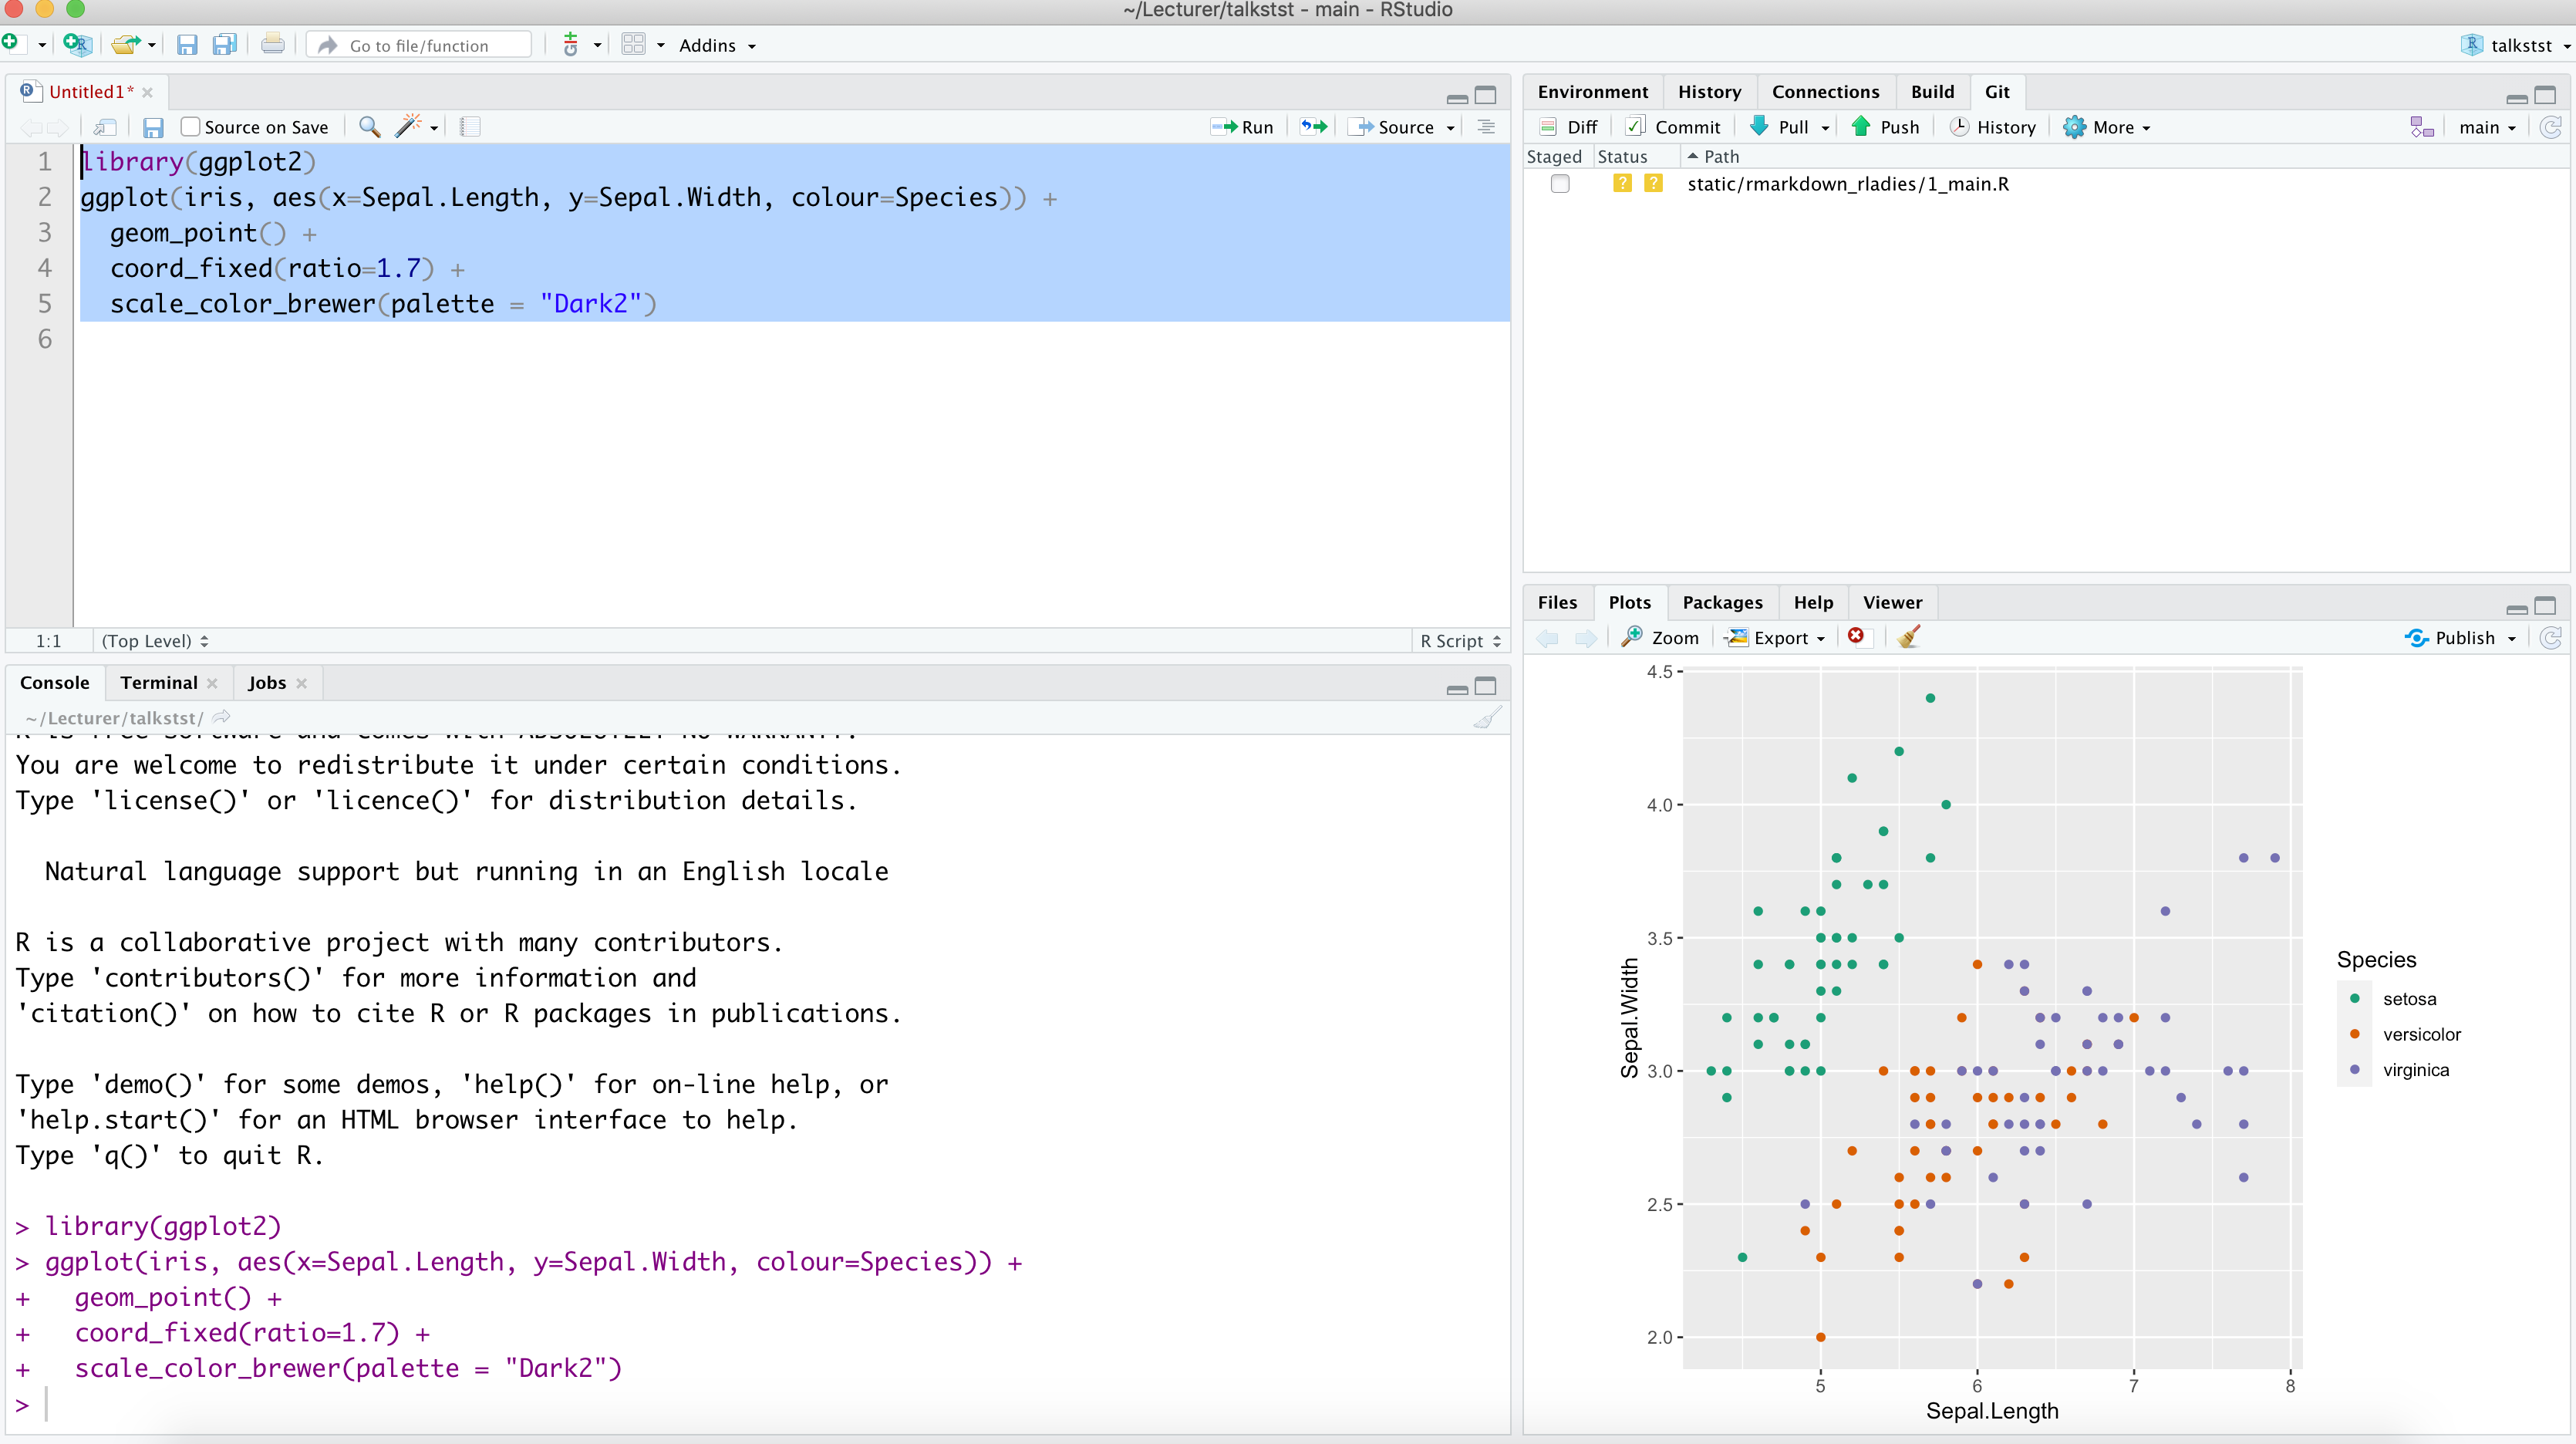 ~/Lecturer/talkstst - main - RStudio
Go to file/function
Addins
talkstst
Untitled1*
Source on Save
Run
Source
1 library(ggplot2)
2 ggplot(iris, aes(x=Sepal.Length, y=Sepal.Width, colour=Species)) +
3 geom_point() +
4 coord_fixed(ratio=1.7) +
5 scale_color_brewer(palette = "Dark2")
6
1:1 (Top Level) R Script
Console Terminal Jobs
~/Lecturer/talkstst/
R is free software and comes with ABSOLUTELY NO WARRANTY.
You are welcome to redistribute it under certain conditions.
Type 'license()' or 'licence()' for distribution details.
Natural language support but running in an English locale
R is a collaborative project with many contributors.
Type 'contributors()' for more information and
'citation()' on how to cite R or R packages in publications.
Type 'demo()' for some demos, 'help()' for on-line help, or
'help.start()' for an HTML browser interface to help.
Type 'q()' to quit R.
> library(ggplot2)
> ggplot(iris, aes(x=Sepal.Length, y=Sepal.Width, colour=Species)) +
+ geom_point() +
+ coord_fixed(ratio=1.7) +
+ scale_color_brewer(palette = "Dark2")
>
Environment History Connections Build Git
Diff Commit Pull Push History More main
Staged Status Path
? ? static/rmarkdown_rladies/1_main.R
Files Plots Packages Help Viewer
Zoom Export Publish
4.5
4.0
3.5
3.0
2.5
2.0
Sepal.Width
5 6 7 8
Sepal.Length
Species
setosa
versicolor
virginica